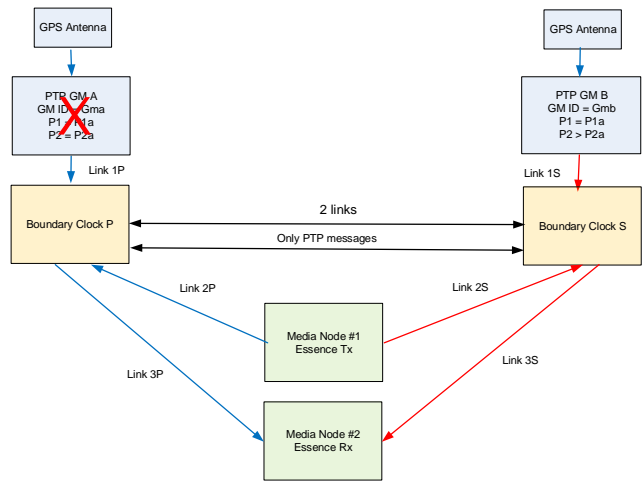 GPS Antenna
GPS Antenna
PTP GM A
GM ID = Gma
P1 = P1a
P2 = P2a
PTP GM B
GM ID = Gmb
P1 = P1a
P2 > P2a
Link 1P
Link 1S
Boundary Clock P
2 links
Only PTP messages
Boundary Clock S
Link 2P
Link 2S
Media Node #1
Essence Tx
Link 3P
Link 3S
Media Node #2
Essence Rx